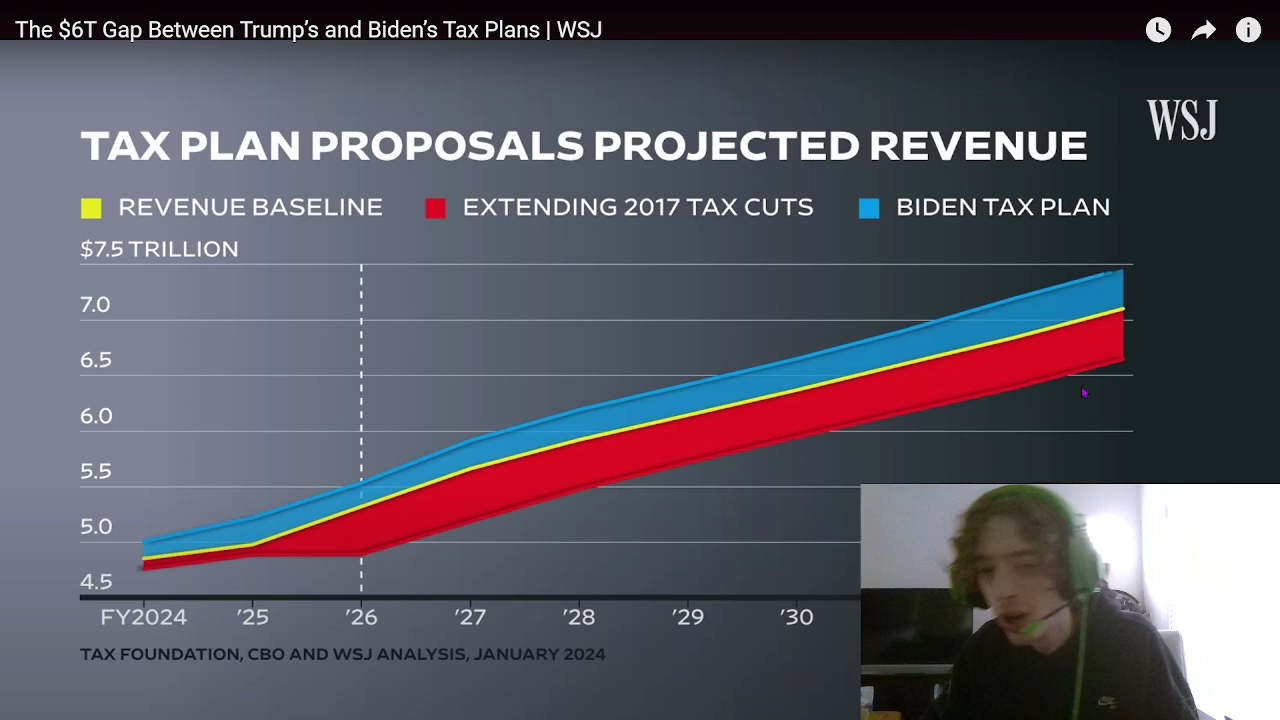 The $6T Gap Between Trump’s and Biden’s Tax Plans | WSJ
WSJ
TAX PLAN PROPOSALS PROJECTED REVENUE
REVENUE BASELINE EXTENDING 2017 TAX CUTS BIDEN TAX PLAN
$7.5 TRILLION
7.0
6.5
6.0
5.5
5.0
4.5
FY2024 ’25 ’26 ’27 ’28 ’29 ’30
TAX FOUNDATION, CBO AND WSJ ANALYSIS, JANUARY 2024